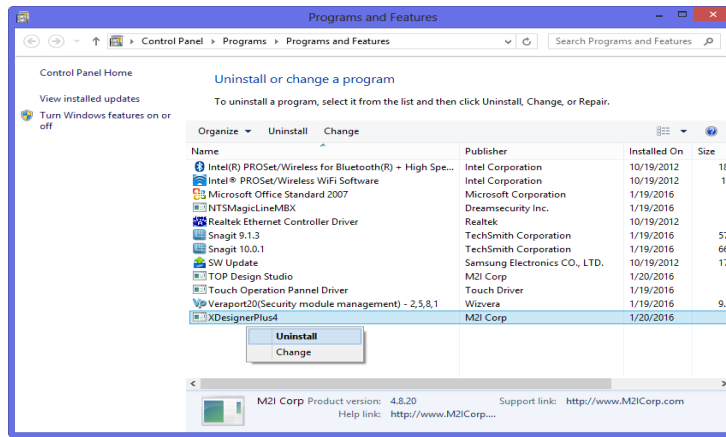 Programs and Features
Control Panel Programs Programs and Features Search Programs and Features
Control Panel Home
View installed updates
Turn Windows features on or
off
Uninstall or change a program
To uninstall a program, select it from the list and then click Uninstall, Change, or Repair.
Organize Uninstall Change
Name Publisher Installed On Size
Intel(R) PROSet/Wireless for Bluetooth(R) + High Spe... Intel Corporation 10/19/2012 18
Intel® PROSet/Wireless WiFi Software Intel Corporation 10/19/2012 1
Microsoft Office Standard 2007 Microsoft Corporation 1/19/2016
NTSMagicLineMBX Dreamsecurity Inc. 1/19/2016
Realtek Ethernet Controller Driver Realtek 10/19/2012
Snagit 9.1.3 TechSmith Corporation 1/19/2016 57
Snagit 10.0.1 TechSmith Corporation 1/19/2016 66
SW Update Samsung Electronics CO., LTD. 10/19/2012 17
TOP Design Studio M2I Corp 1/20/2016
Touch Operation Pannel Driver Touch Driver 1/19/2016
Veraport20(Security module management) - 2,5,8,1 Wizvera 1/19/2016 9.
XDesignerPlus4 M2I Corp 1/20/2016
Uninstall
Change
M2I Corp Product version: 4.8.20 Support link: http://www.M2ICorp.com
Help link: http://www.M2ICorp....